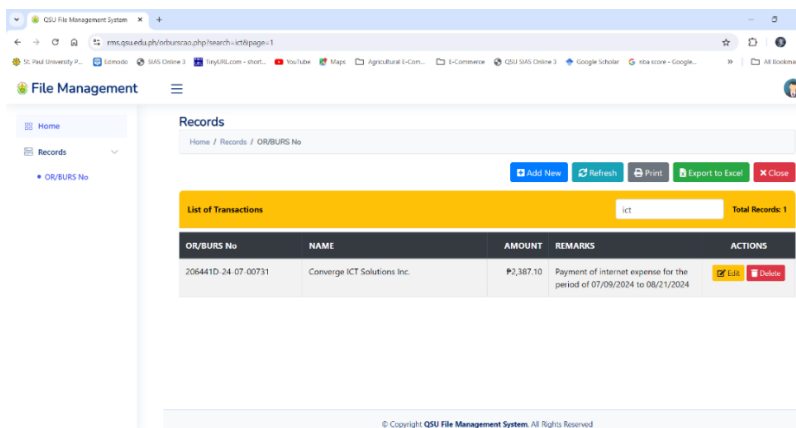 QSU File Management System
rms.qsu.edu.ph/orburscao.php?search=ict&page=1
St. Paul University P... Edmodo SIAS Online 3 TinyURL.com - short... YouTube Maps Agricultural E-Com... E-Commerce QSU SIAS Online 3 Google Scholar nba score - Google... All Bookma
File Management
Home
Records
OR/BURS No
Records
Home / Records / OR/BURS No
Add New Refresh Print Export to Excel Close
List of Transactions ict Total Records: 1
OR/BURS No NAME AMOUNT REMARKS ACTIONS
206441D-24-07-00731 Converge ICT Solutions Inc. ₱2,387.10 Payment of internet expense for the Edit Delete
period of 07/09/2024 to 08/21/2024
© Copyright QSU File Management System. All Rights Reserved